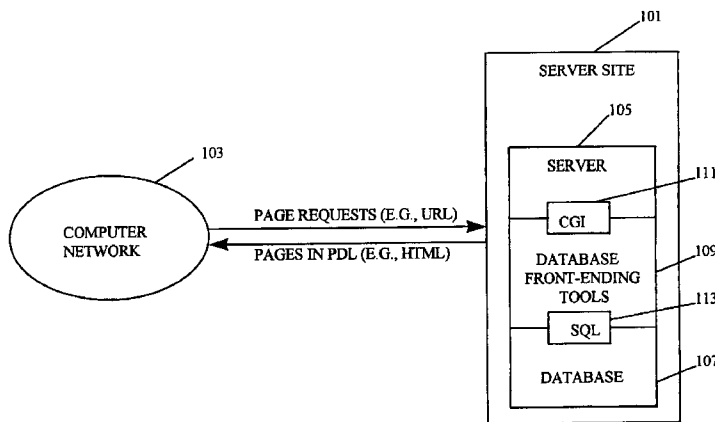 101
SERVER SITE
105
103
SERVER
111
PAGE REQUESTS (E.G., URL)
CGI
COMPUTER
NETWORK
PAGES IN PDL (E.G., HTML)
DATABASE
FRONT-ENDING
TOOLS
109
113
SQL
107
DATABASE